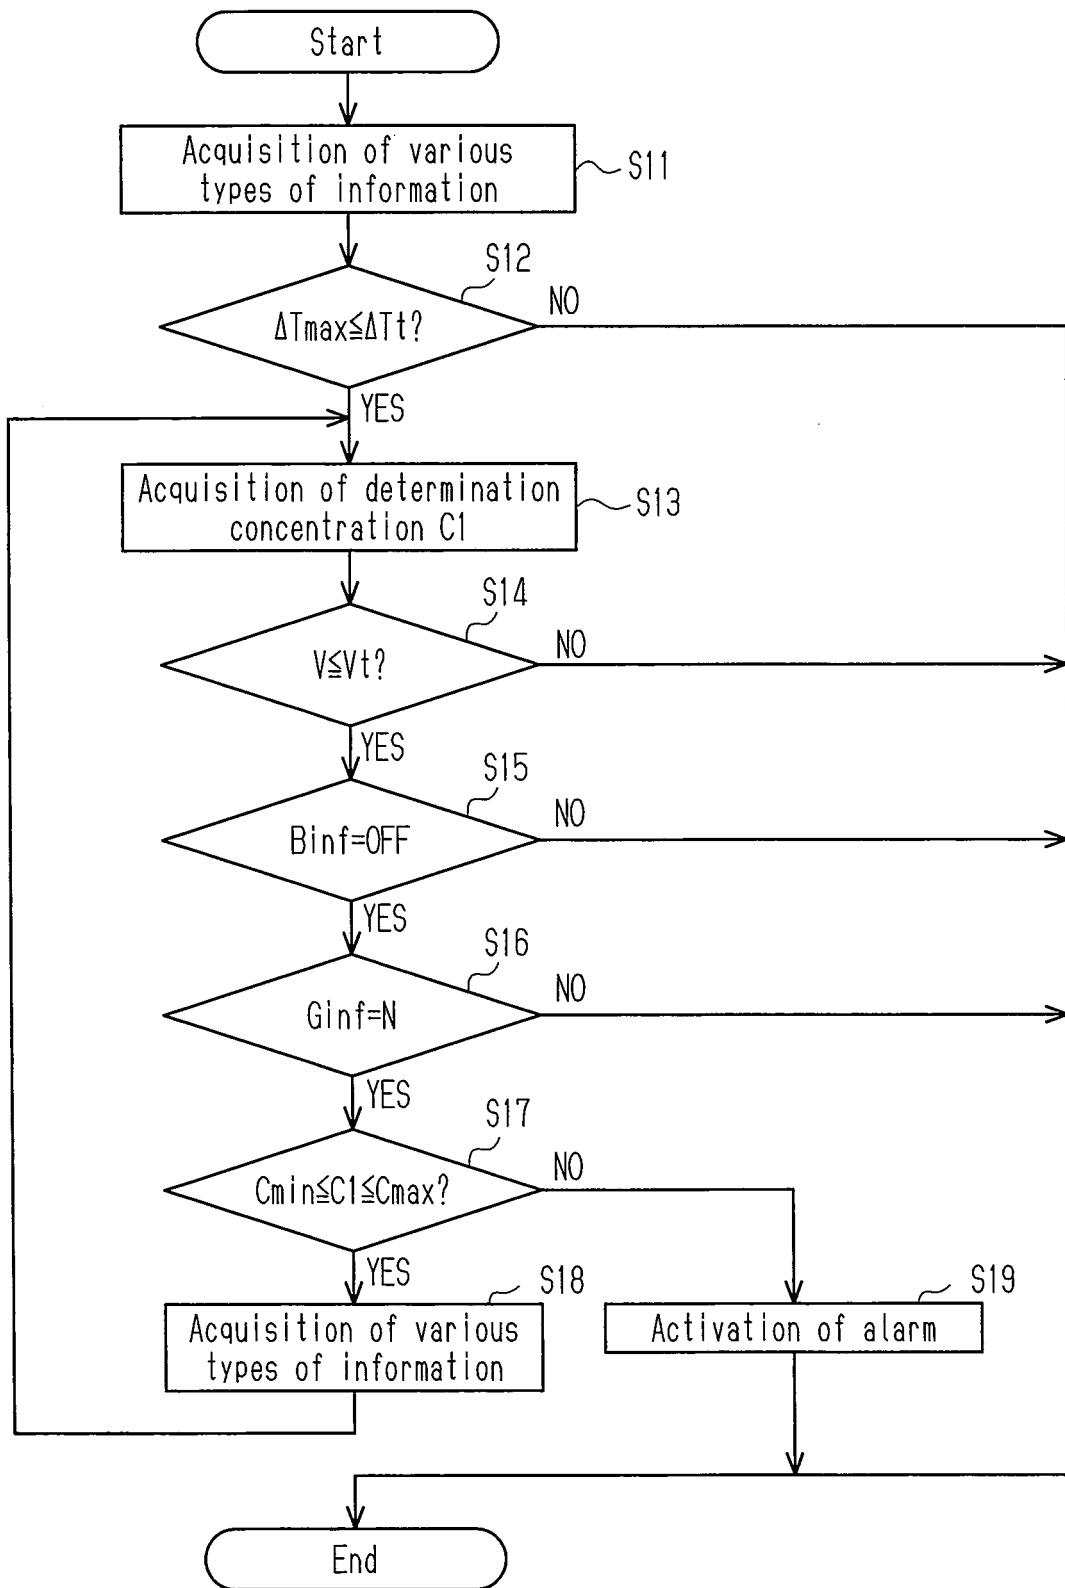 Start
Acquisition of various
types of information
S11
S12
ΔTmax≦ΔTt?
NO
YES
Acquisition of determination
concentration C1
S13
S14
V≦Vt?
NO
YES
S15
Binf=OFF
NO
YES
S16
Ginf=N
NO
YES
S17
Cmin≦C1≦Cmax?
NO
YES
S18
Acquisition of various
types of information
S19
Activation of alarm
End